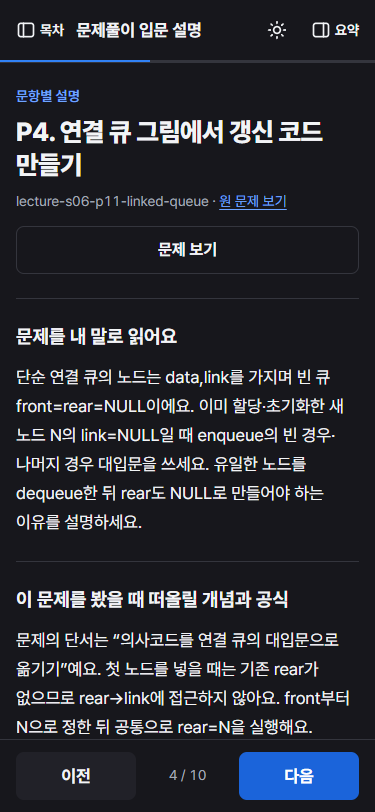 목차 문제풀이 입문 설명 요약
문항별 설명
P4. 연결 큐 그림에서 갱신 코드
만들기
lecture-s06-p11-linked-queue · 원 문제 보기
문제 보기
문제를 내 말로 읽어요
단순 연결 큐의 노드는 data,link를 가지며 빈 큐
front=rear=NULL이에요. 이미 할당·초기화한 새
노드 N의 link=NULL일 때 enqueue의 빈 경우·
나머지 경우 대입문을 쓰세요. 유일한 노드를
dequeue한 뒤 rear도 NULL로 만들어야 하는
이유를 설명하세요.
이 문제를 봤을 때 떠올릴 개념과 공식
문제의 단서는 “의사코드를 연결 큐의 대입문으로
옮기기”예요. 첫 노드를 넣을 때는 기존 rear가
없으므로 rear→link에 접근하지 않아요. front부터
N으로 정한 뒤 공통으로 rear=N을 실행해요.
이전 4 / 10 다음